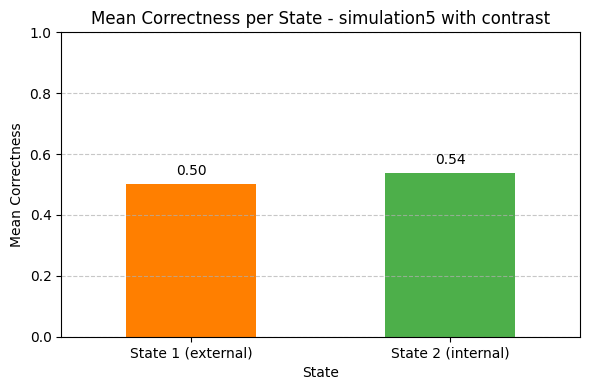 Mean Correctness per State - simulation5 with contrast
1.0
0.8
0.6
0.4
0.2
0.0
Mean Correctness
0.50
0.54
State 1 (external)
State 2 (internal)
State